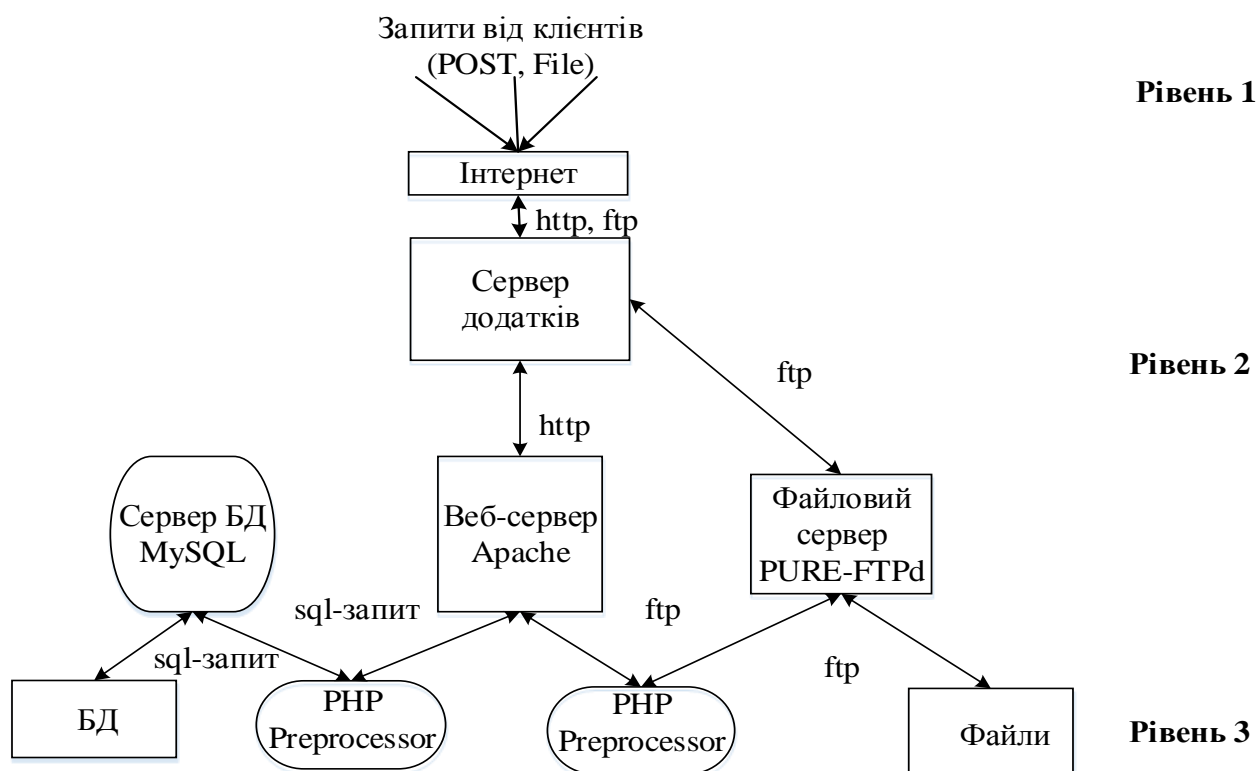 Запити від клієнтів
(POST, File)
Рівень 1
Інтернет
http, ftp
Сервер
додатків
Рівень 2
ftp
http
Сервер БД
MySQL
Веб-сервер
Apache
Файловий
сервер
PURE-FTPd
sql-запит
ftp
sql-запит
ftp
БД
PHP
Preprocessor
PHP
Preprocessor
Файли
Рівень 3